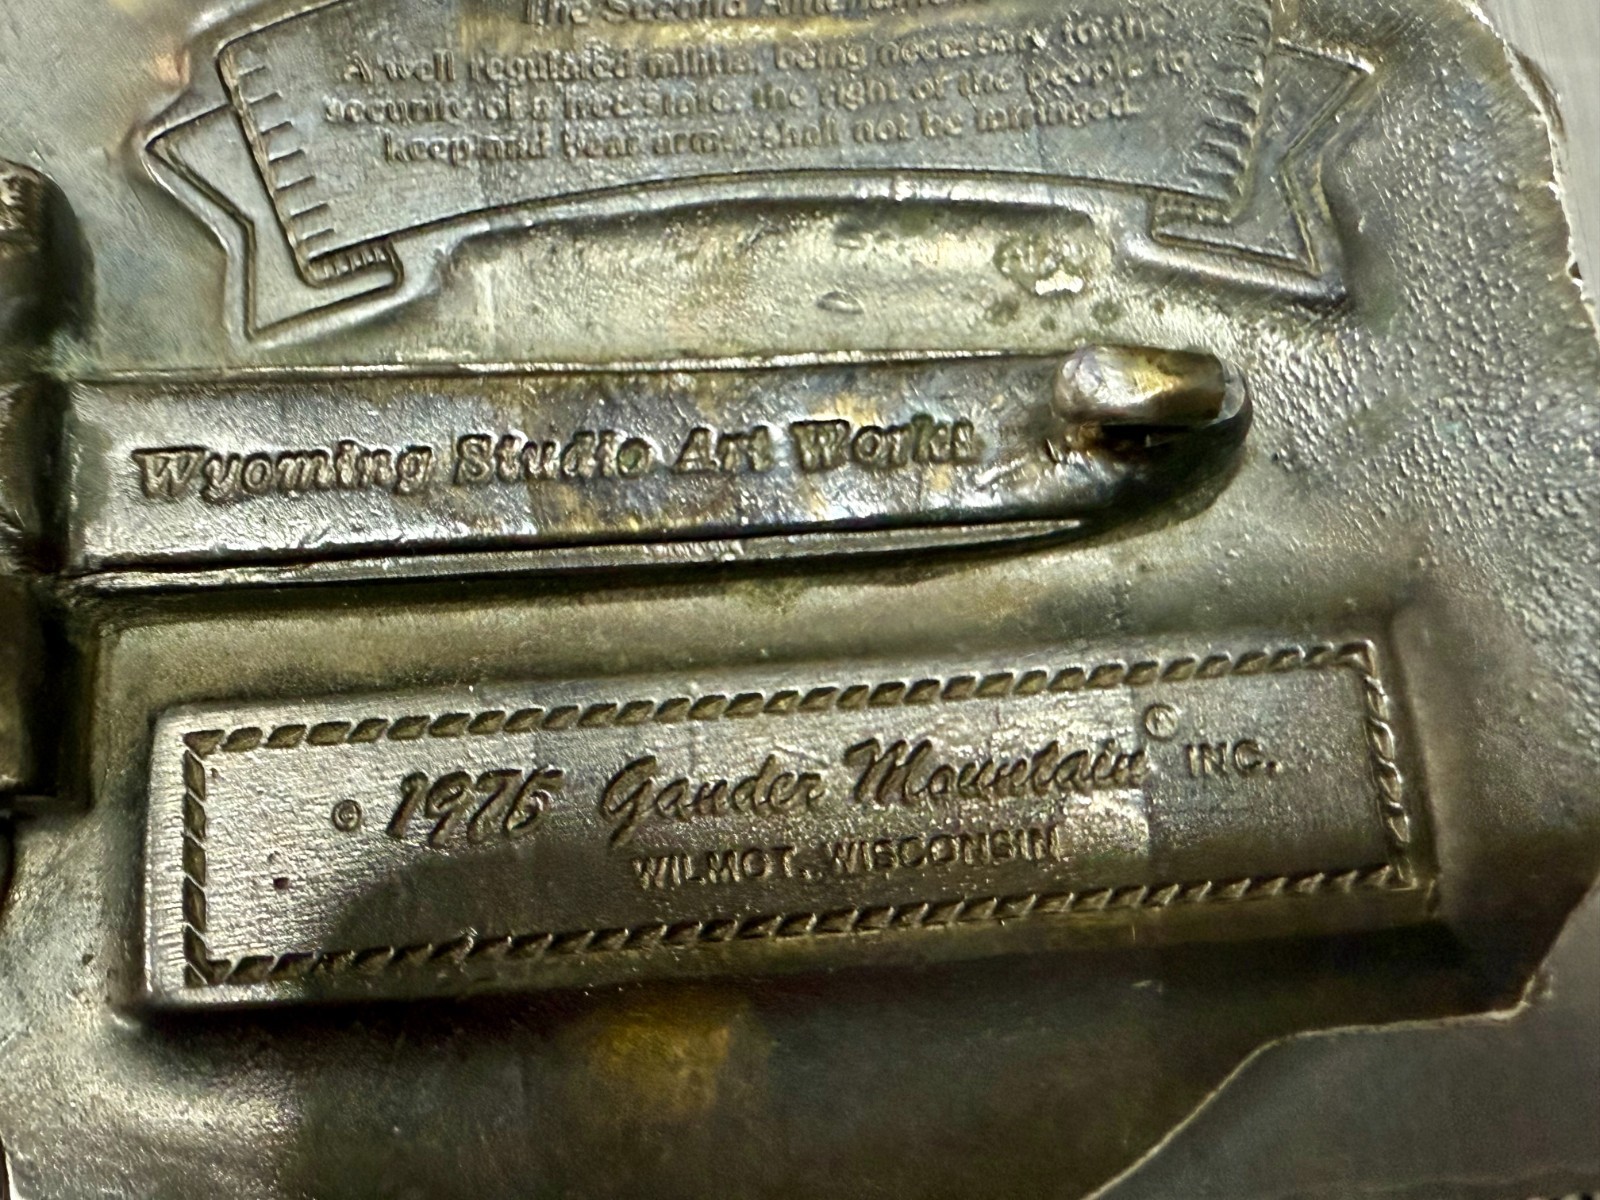 The Second Amendment
A well regulated militia, being necessary to the
security of a free state, the right of the people to
keep and bear arms, shall not be infringed.
Wyoming Studio Art Works
© 1975 Gander Mountain® INC.
WILMOT, WISCONSIN